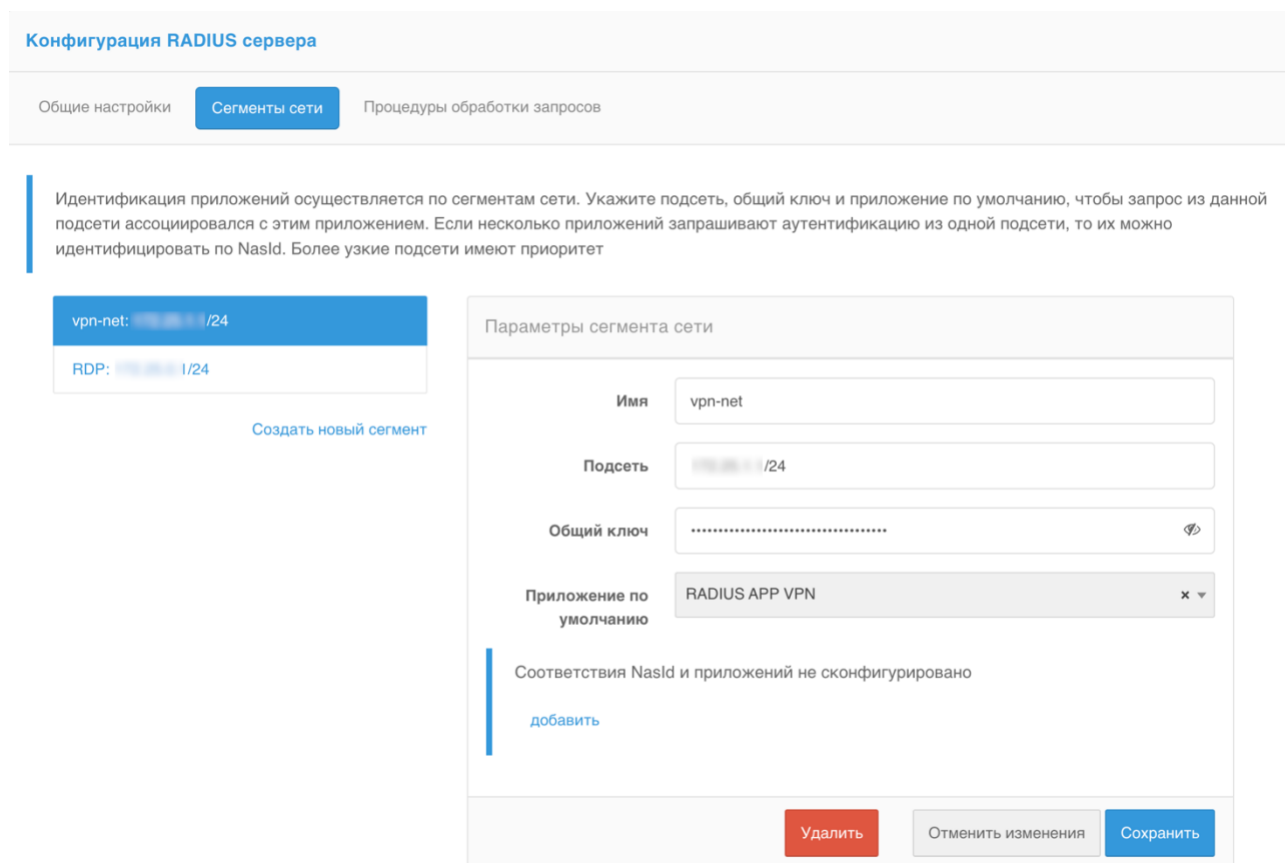 Конфигурация RADIUS сервера
Общие настройки Сегменты сети Процедуры обработки запросов
Идентификация приложений осуществляется по сегментам сети. Укажите подсеть, общий ключ и приложение по умолчанию, чтобы запрос из данной
подсети ассоциировался с этим приложением. Если несколько приложений запрашивают аутентификацию из одной подсети, то их можно
идентифицировать по NasId. Более узкие подсети имеют приоритет
vpn-net: /24
RDP: /24
Создать новый сегмент
Параметры сегмента сети
Имя vpn-net
Подсеть /24
Общий ключ ••••••••••••••••••••••••••••••••••••
Приложение по RADIUS APP VPN
умолчанию
Соответствия NasId и приложений не сконфигурировано
добавить
Удалить Отменить изменения Сохранить